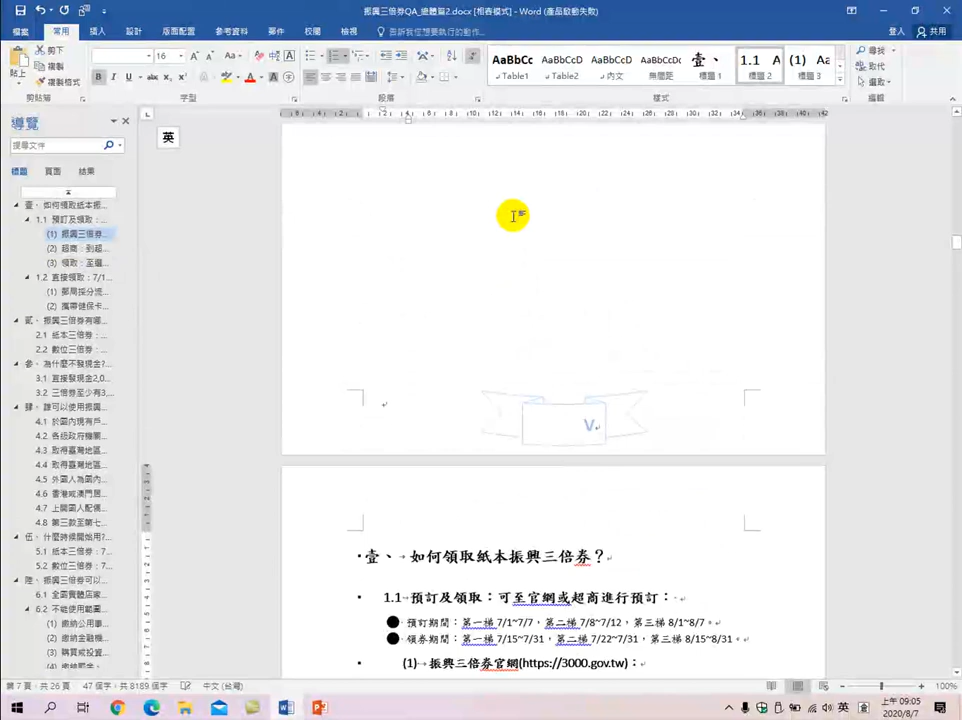 振興三倍券QA_總體篇2.docx [相容模式] - Word (產品啟動失敗)
檔案 常用 插入 設計 版面配置 參考資料 郵件 校閱 檢視 告訴我您想要執行的動作... 登入 共用
貼上 剪下
複製
複製格式
16
AaBbCc AaBbCcD AaBbCcD AaBbCcDc 壹、 1.1 A (1) Aa
Table1 Table2 內文 無間距 標題 1 標題 2 標題 3
尋找
取代
選取
剪貼簿 字型 段落 樣式 編輯
導覽
搜尋文件
標題 頁面 結果
英
壹、 如何領取紙本振...
1.1 預訂及領取：...
(1) 振興三倍券...
(2) 超商：到超...
(3) 領取：至選...
1.2 直接領取：7/1...
(1) 郵局採分流...
(2) 攜帶健保卡...
貳、 振興三倍券有哪...
2.1 紙本三倍券：...
2.2 數位三倍券：...
參、 為什麼不發現金?...
3.1 直接發現金2,0...
3.2 三倍券至少有3,...
肆、 誰可以使用振興...
4.1 於國內現有戶...
4.2 各級政府機關...
4.3 取得臺灣地區...
4.4 取得臺灣地區...
4.5 外國人為國內...
4.6 香港或澳門居...
4.7 上開國人配偶...
4.8 第三款至第七...
伍、 什麼時候開始用?...
5.1 紙本三倍券：7...
5.2 數位三倍券：7...
陸、 振興三倍券可以...
6.1 全國實體店家...
6.2 不能使用範圍...
(1) 繳納公用事...
(2) 繳納金融機...
(3) 購買或投資...
(4) 繳納罰金、...
V
壹、 如何領取紙本振興三倍券？
1.1 預訂及領取：可至官網或超商進行預訂：
預訂期間：第一梯 7/1~7/7，第二梯 7/8~7/12，第三梯 8/1~8/7
領券期間：第一梯 7/15~7/31，第二梯 7/22~7/31，第三梯 8/15~8/31
(1) 振興三倍券官網(https://3000.gov.tw)：
第 7 頁，共 26 頁 47 個字，共 8189 個字 中文 (台灣) 100%
英 上午 09:05
2020/8/7